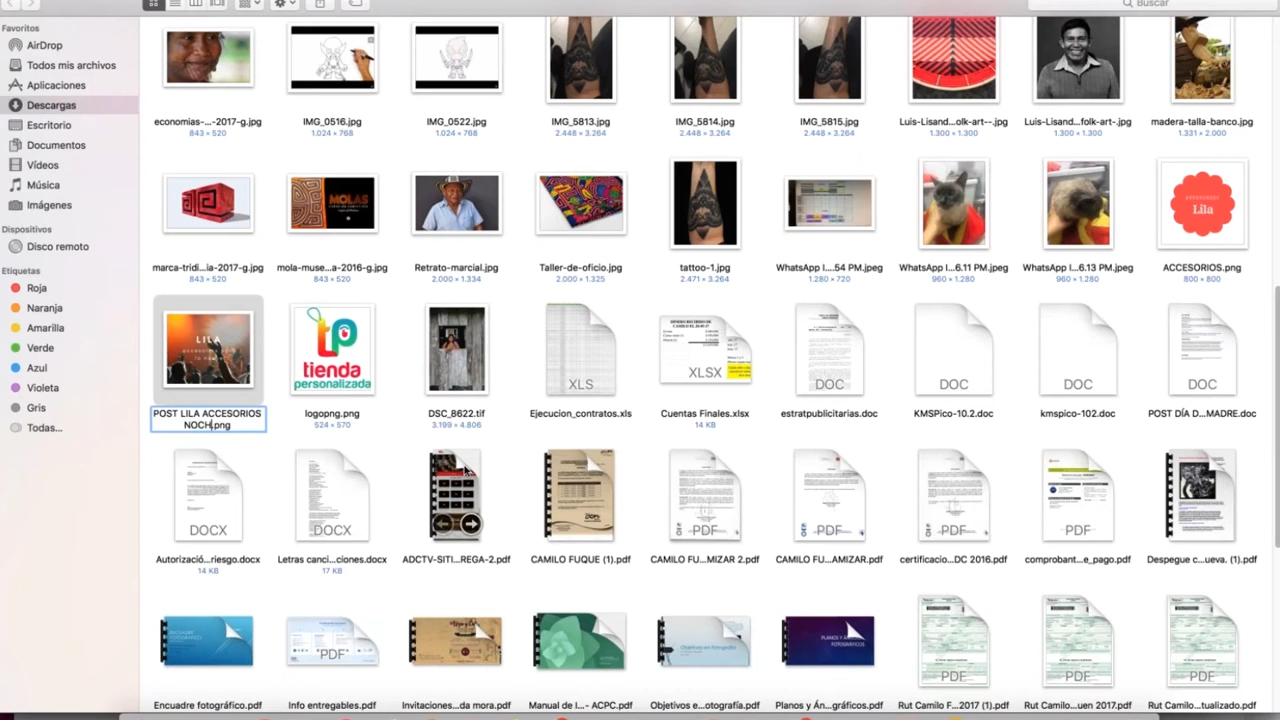 Buscar
Favoritos
AirDrop
Todos mis archivos
Aplicaciones
Descargas
Escritorio
Documentos
Vídeos
Música
Imágenes
Dispositivos
Disco remoto
Etiquetas
Roja
Naranja
Amarilla
Verde
Azul
Violeta
Gris
Todas...
economias-...-2017-g.jpg
843 × 520
IMG_0516.jpg
1.024 × 768
IMG_0522.jpg
1.024 × 768
IMG_5813.jpg
2.448 × 3.264
IMG_5814.jpg
2.448 × 3.264
IMG_5815.jpg
2.448 × 3.264
Luis-Lisand...olk-art--.jpg
1.300 × 1.300
Luis-Lisand...folk-art-.jpg
1.300 × 1.300
madera-talla-banco.jpg
1.331 × 2.000
MOLAS
Lila
marca-tridi...ia-2017-g.jpg
843 × 520
mola-muse...a-2016-g.jpg
843 × 520
Retrato-marcial.jpg
2.000 × 1.334
Taller-de-oficio.jpg
2.000 × 1.325
tattoo-1.jpg
2.471 × 3.264
WhatsApp I....54 PM.jpeg
1.280 × 720
WhatsApp I...6.11 PM.jpeg
960 × 1.280
WhatsApp I...6.13 PM.jpeg
960 × 1.280
ACCESORIOS.png
800 × 800
LILA
tp
tienda
personalizada
XLS
XLSX
DOC
DOC
DOC
DOC
POST LILA ACCESORIOS
NOCH.png
logopng.png
524 × 570
DSC_8622.tif
3.199 × 4.806
Ejecucion_contratos.xls
Cuentas Finales.xlsx
14 KB
estratpublicitarias.doc
KMSPico-10.2.doc
kmspico-102.doc
POST DÍA D...MADRE.doc
DOCX
DOCX
PDF
PDF
PDF
PDF
Autorizació...riesgo.docx
14 KB
Letras canci...ciones.docx
17 KB
ADCTV-SITI...REGA-2.pdf
CAMILO FUQUE (1).pdf
CAMILO FU...MIZAR 2.pdf
CAMILO FU...AMIZAR.pdf
certificacio...DC 2016.pdf
comprobant...e_pago.pdf
Despegue c...ueva. (1).pdf
ENCUADRE
FOTOGRÁFICO
PDF
Objetivos en fotografía
PLANOS Y ÁN
FOTOGRÁFICOS
PDF
PDF
PDF
Encuadre fotográfico.pdf
Info entregables.pdf
Invitaciones...da mora.pdf
Manual de I...- ACPC.pdf
Objetivos e...otografía.pdf
Planos y Án...gráficos.pdf
Rut Camilo F...2017 (1).pdf
Rut Camilo...uen 2017.pdf
Rut Camilo...tualizado.pdf